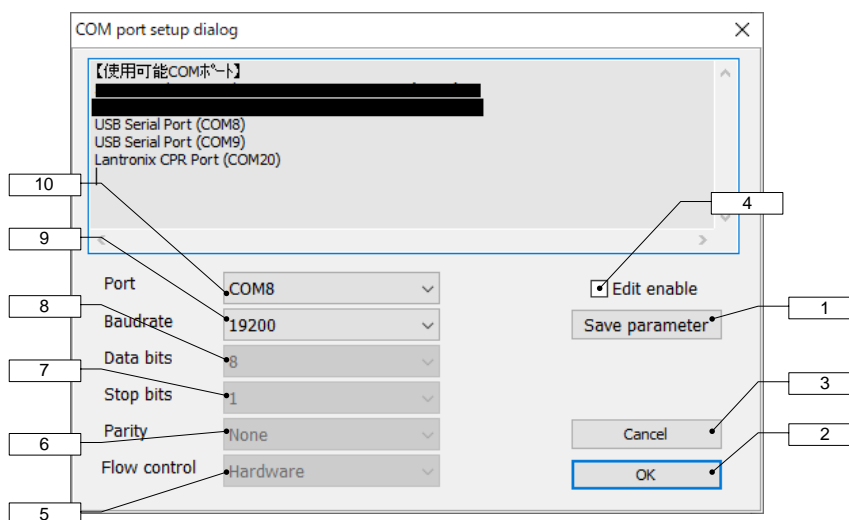 COM port setup dialog
【使用可能COMﾎﾟｰﾄ】
USB Serial Port (COM8)
USB Serial Port (COM9)
Lantronix CPR Port (COM20)
10
4
9
Port COM8 Edit enable
8
1
Baudrate 19200 Save parameter
Data bits 8
7
3
Stop bits 1
Parity None Cancel 2
6
Flow control Hardware OK
5